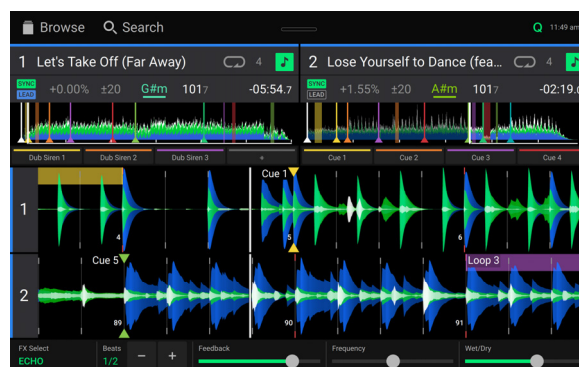 Browse Search Q 11:49 am
1 Let's Take Off (Far Away) 4
2 Lose Yourself to Dance (fea... 4
SYNC LEAD +0.00% ±20 G#m 101.7 -05:54.7
SYNC LEAD +1.55% ±20 A#m 101.7 -02:19.
Dub Siren 1 Dub Siren 2 Dub Siren 3 +
Cue 1 Cue 2 Cue 3 Cue 4
Cue 1
1
4 5 6
Cue 5 Loop 3
2
89 90 91
FX Select Beats Feedback Frequency Wet/Dry
ECHO 1/2 - +